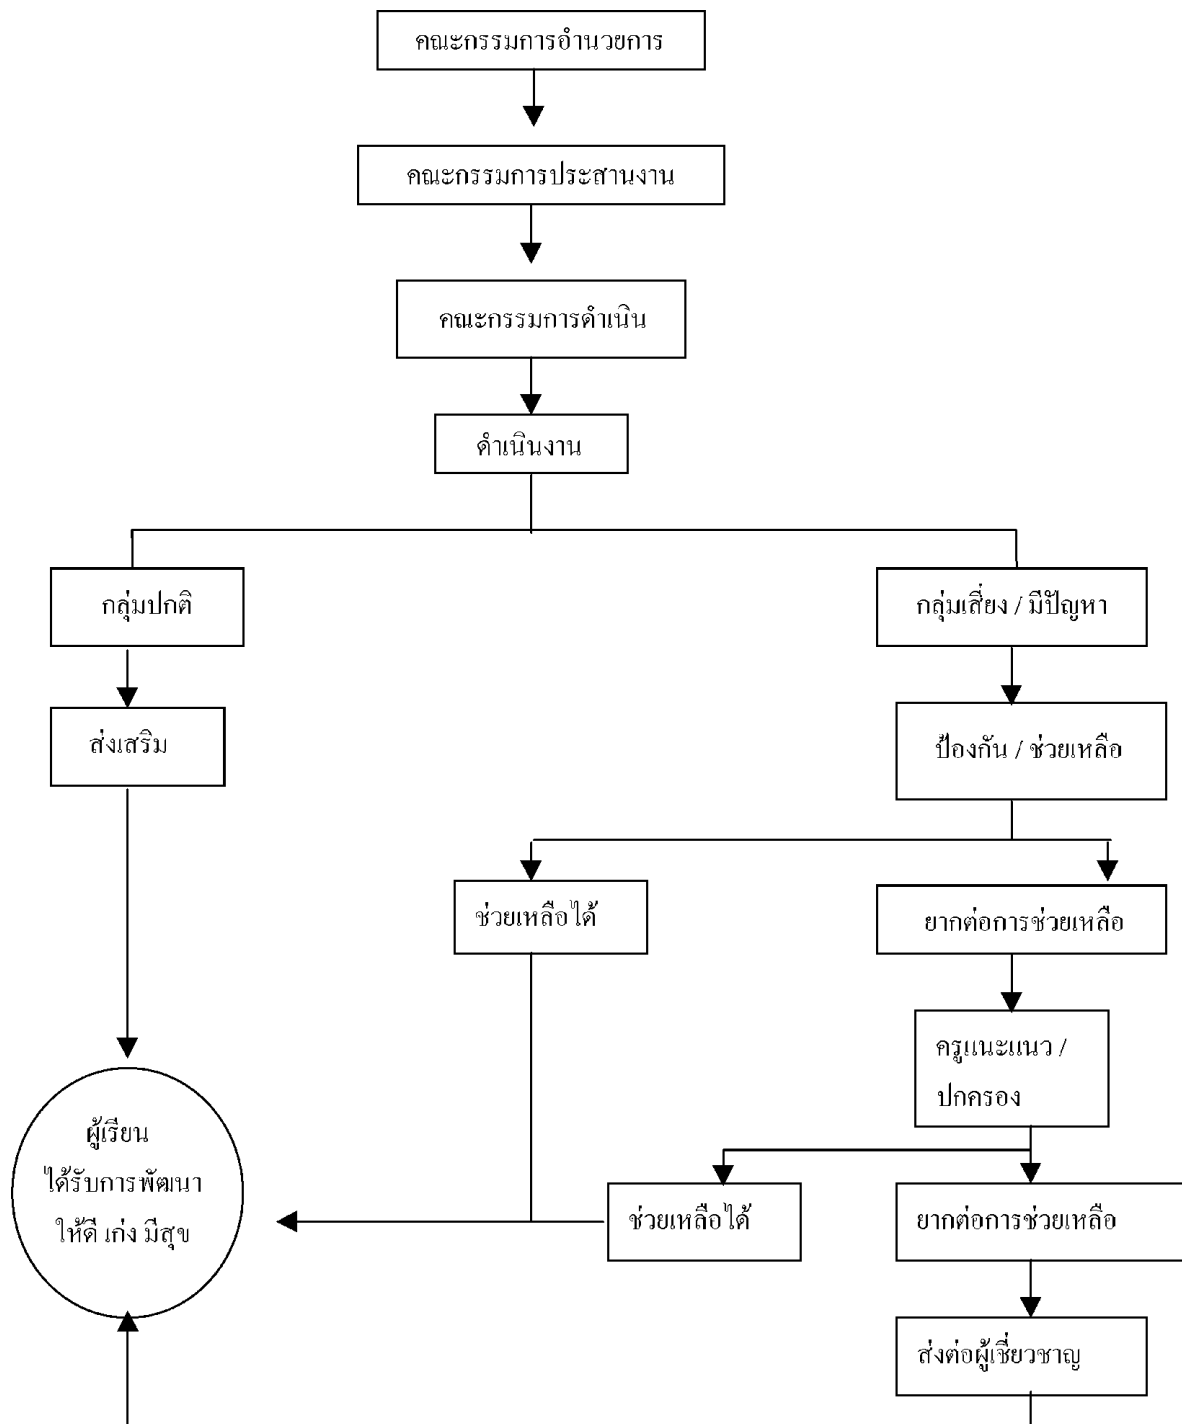 คณะกรรมการอำนวยการ
คณะกรรมการประสานงาน
คณะกรรมการดำเนิน
ดำเนินงาน
กลุ่มปกติ
กลุ่มเสี่ยง / มีปัญหา
ส่งเสริม
ป้องกัน / ช่วยเหลือ
ช่วยเหลือได้
ยากต่อการช่วยเหลือ
ครูแนะแนว /
ปกครอง
ผู้เรียน
ได้รับการพัฒนา
ให้ดี เก่ง มีสุข
ช่วยเหลือได้
ยากต่อการช่วยเหลือ
ส่งต่อผู้เชี่ยวชาญ